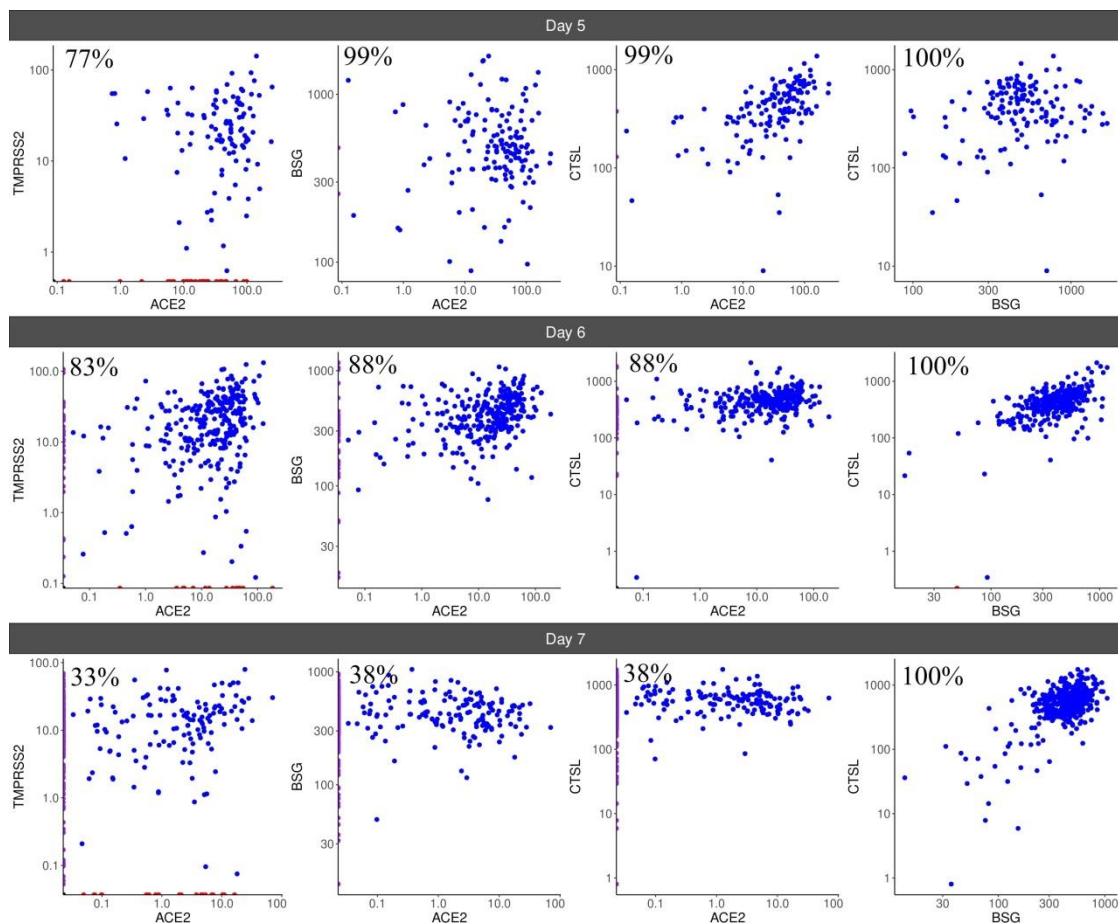 Day 5
77% 99% 99% 100%
100 1000 1000 1000
TMPRSS2 BSG CTSL CTSL
10 300 100 100
1 100 10 10
0.1 1.0 10.0 100.0 0.1 1.0 10.0 100.0 0.1 1.0 10.0 100.0 100 300 1000
ACE2 ACE2 ACE2 BSG
Day 6
83% 88% 88% 100%
100.0 1000 1000 1000
TMPRSS2 BSG CTSL CTSL
10.0 300 100 100
1.0 100 10 10
0.1 30 1 1
0.1 1.0 10.0 100.0 0.1 1.0 10.0 100.0 0.1 1.0 10.0 100.0 30 100 300 1000
ACE2 ACE2 ACE2 BSG
Day 7
33% 38% 38% 100%
100.0 1000 1000 1000
TMPRSS2 BSG CTSL CTSL
10.0 300 100 100
1.0 100 10 10
0.1 30 1 1
0.1 1.0 10.0 100 0.1 1.0 10.0 100 0.1 1.0 10.0 100 30 100 300 1000
ACE2 ACE2 ACE2 BSG